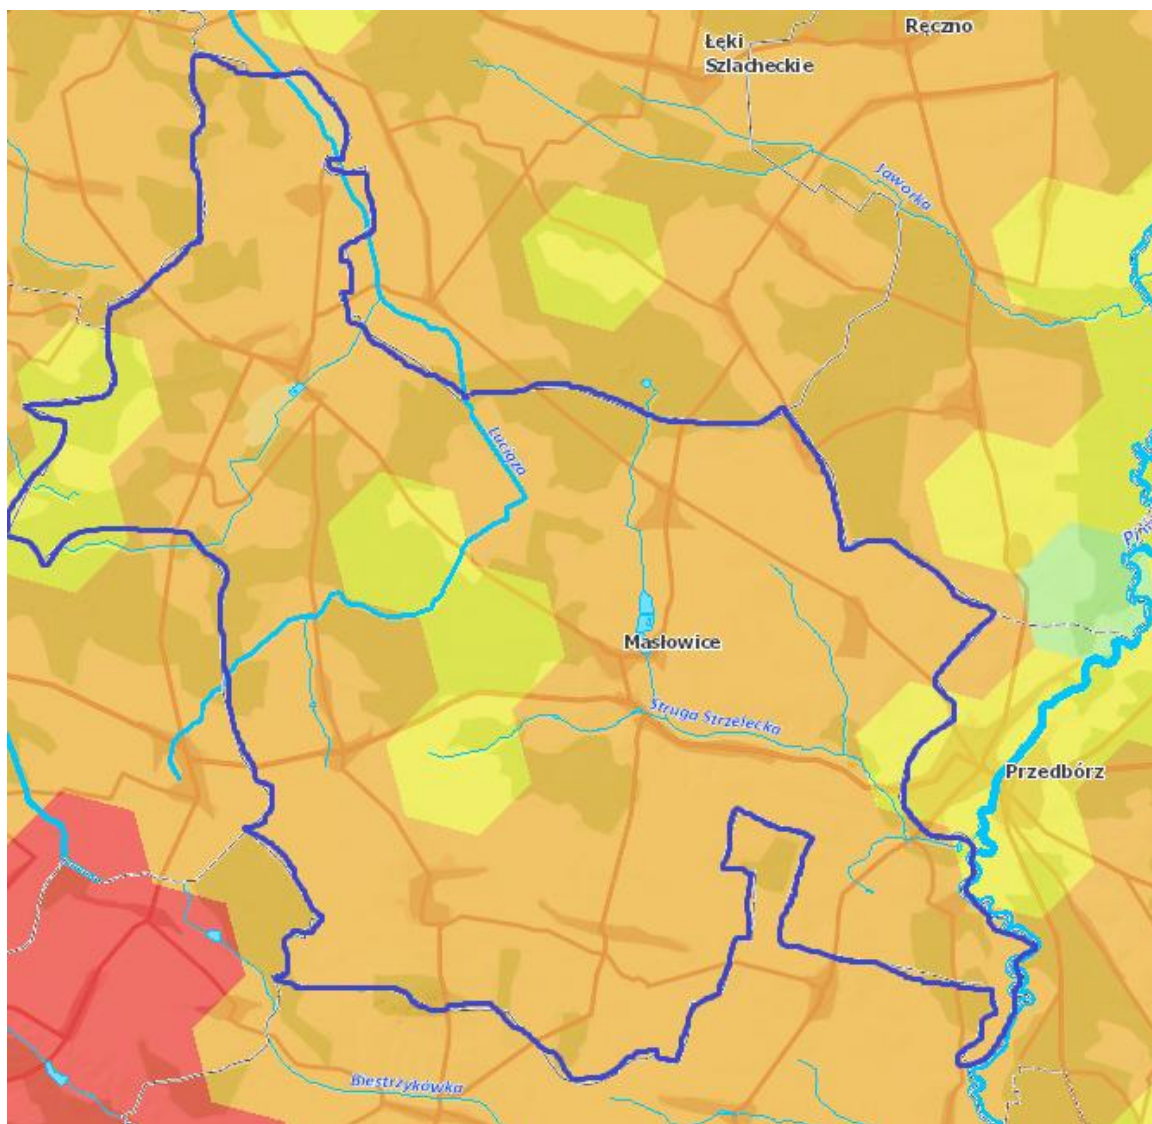 Ręczno
Łęki
Szlacheckie
Jaworka
Luciąża
Masłowice
Struga Strzelecka
Przedbórz
Biestrzykówka